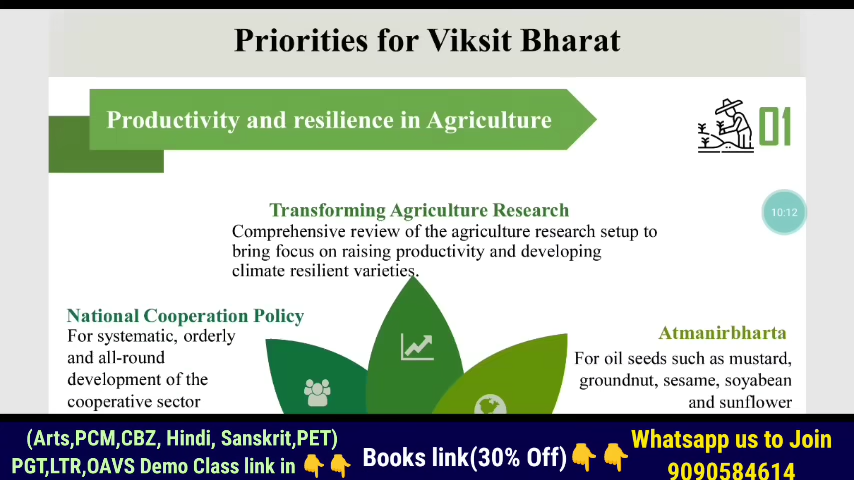 Priorities for Viksit Bharat
Productivity and resilience in Agriculture
01
10:12
Transforming Agriculture Research
Comprehensive review of the agriculture research setup to
bring focus on raising productivity and developing
climate resilient varieties.
National Cooperation Policy
For systematic, orderly
and all-round
development of the
cooperative sector
Atmanirbharta
For oil seeds such as mustard,
groundnut, sesame, soyabean
and sunflower
(Arts,PCM,CBZ, Hindi, Sanskrit,PET)
PGT,LTR,OAVS Demo Class link in 👇👇
Books link(30% Off)👇👇
Whatsapp us to Join
9090584614